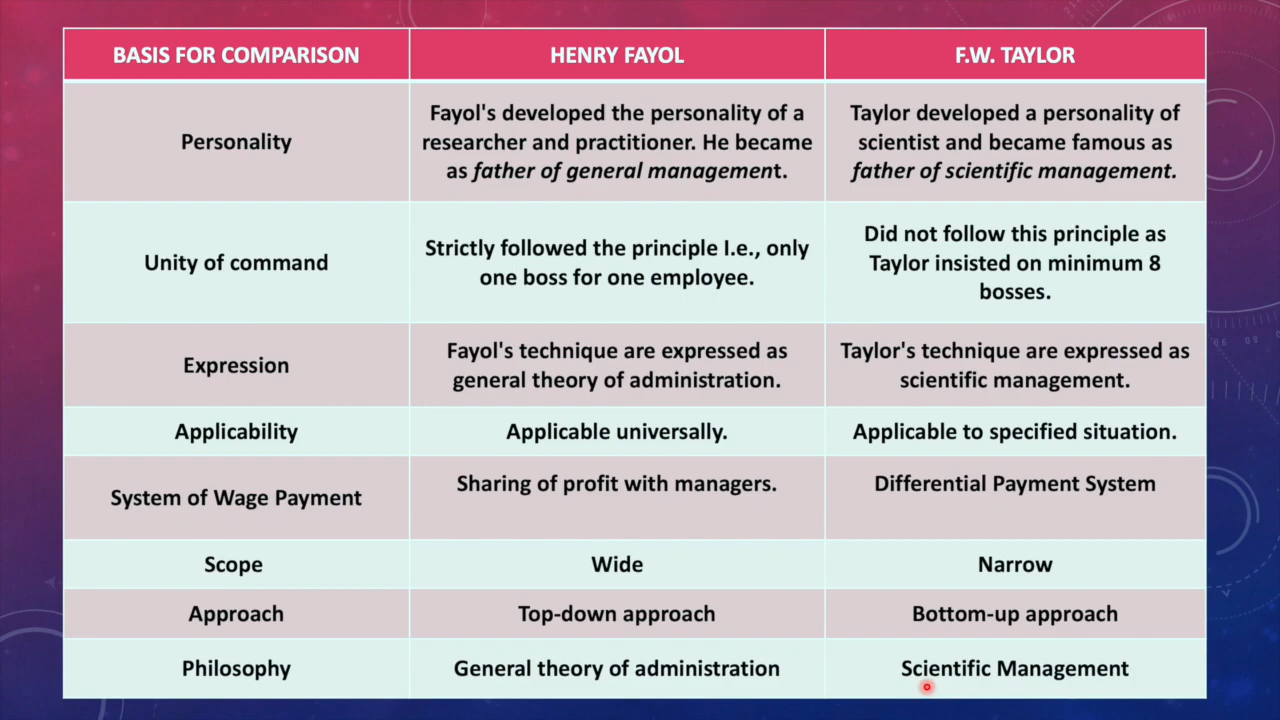 BASIS FOR COMPARISON
HENRY FAYOL
F.W. TAYLOR
Personality
Fayol's developed the personality of a
researcher and practitioner. He became
as father of general management.
Taylor developed a personality of
scientist and became famous as
father of scientific management.
Unity of command
Strictly followed the principle I.e., only
one boss for one employee.
Did not follow this principle as
Taylor insisted on minimum 8
bosses.
Expression
Fayol's technique are expressed as
general theory of administration.
Taylor's technique are expressed as
scientific management.
Applicability
Applicable universally.
Applicable to specified situation.
System of Wage Payment
Sharing of profit with managers.
Differential Payment System
Scope
Wide
Narrow
Approach
Top-down approach
Bottom-up approach
Philosophy
General theory of administration
Scientific Management